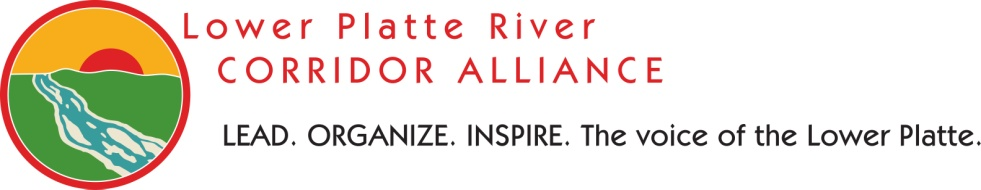 Lower Platte River
CORRIDOR ALLIANCE
LEAD. ORGANIZE. INSPIRE. The voice of the Lower Platte.